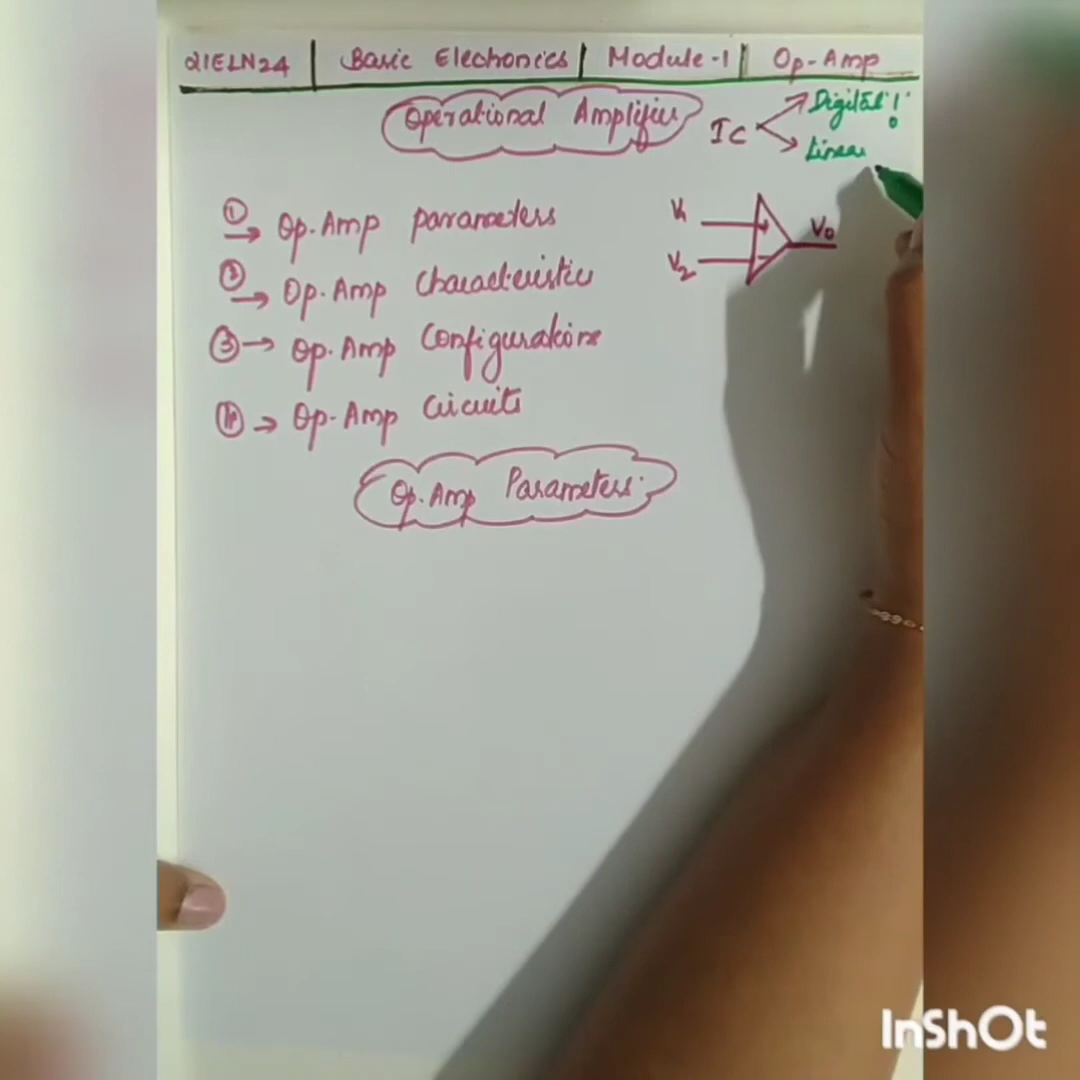 21ELN24 | Basic Electronics | Module-1 | Op-Amp
Operational Amplifier
IC Digital!
Linear
① → Op.Amp parameters
② → Op.Amp Characteristic
③ → Op.Amp Configurations
④ → Op-Amp Circuits
V1
V2
V0
Op.Amp Parameters.
InShOt